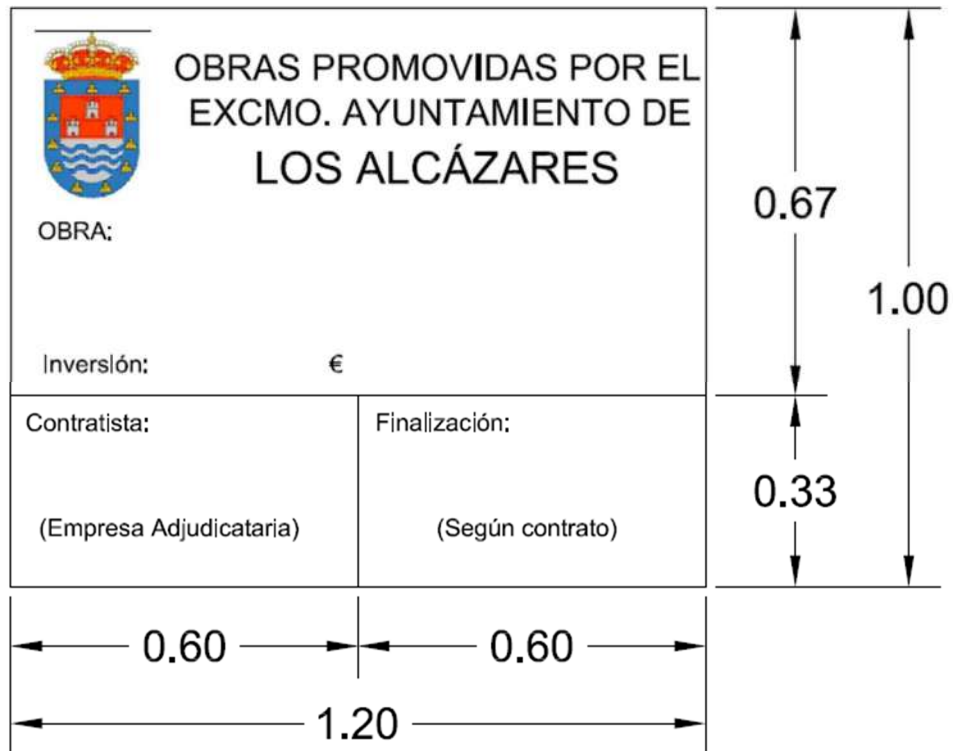 OBRAS PROMOVIDAS POR EL
EXCMO. AYUNTAMIENTO DE
LOS ALCÁZARES
OBRA:
Inversión: €
Contratista:
Finalización:
(Empresa Adjudicataria)
(Según contrato)
0.67
1.00
0.33
0.60
0.60
1.20